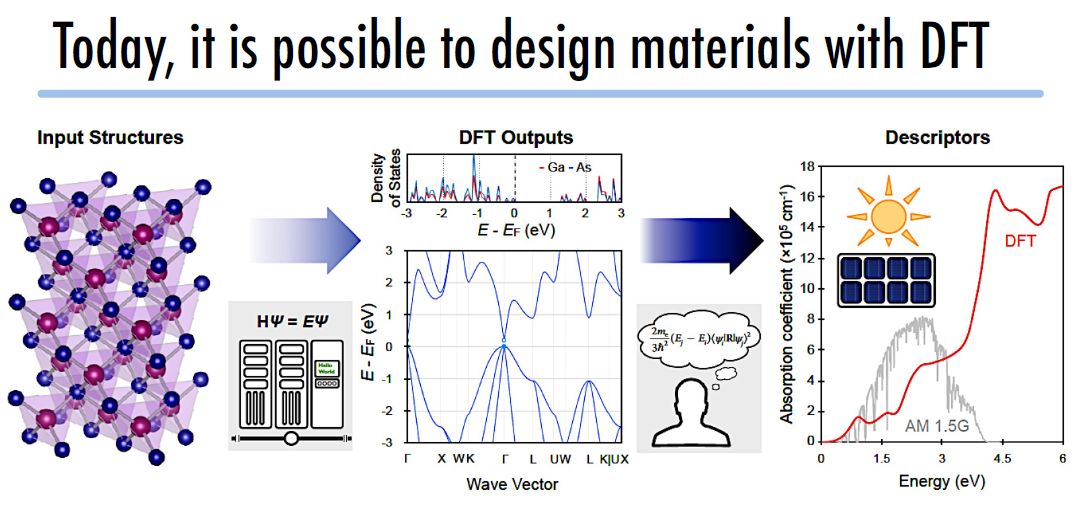 Today, it is possible to design materials with DFT
Input Structures
HΨ = EΨ
Hello
World
DFT Outputs
Density
of States
Ga As
-3 -2 -1 0 1 2 3
E - EF (eV)
3
2
1
0
-1
-2
-3
E - EF (eV)
Γ X W K Γ L U W L K|U X
Wave Vector
Descriptors
18
16
14
12
10
8
6
4
2
0
Absorption coefficient (×10⁵ cm⁻¹)
DFT
AM 1.5G
0 1.5 3 4.5 6
Energy (eV)